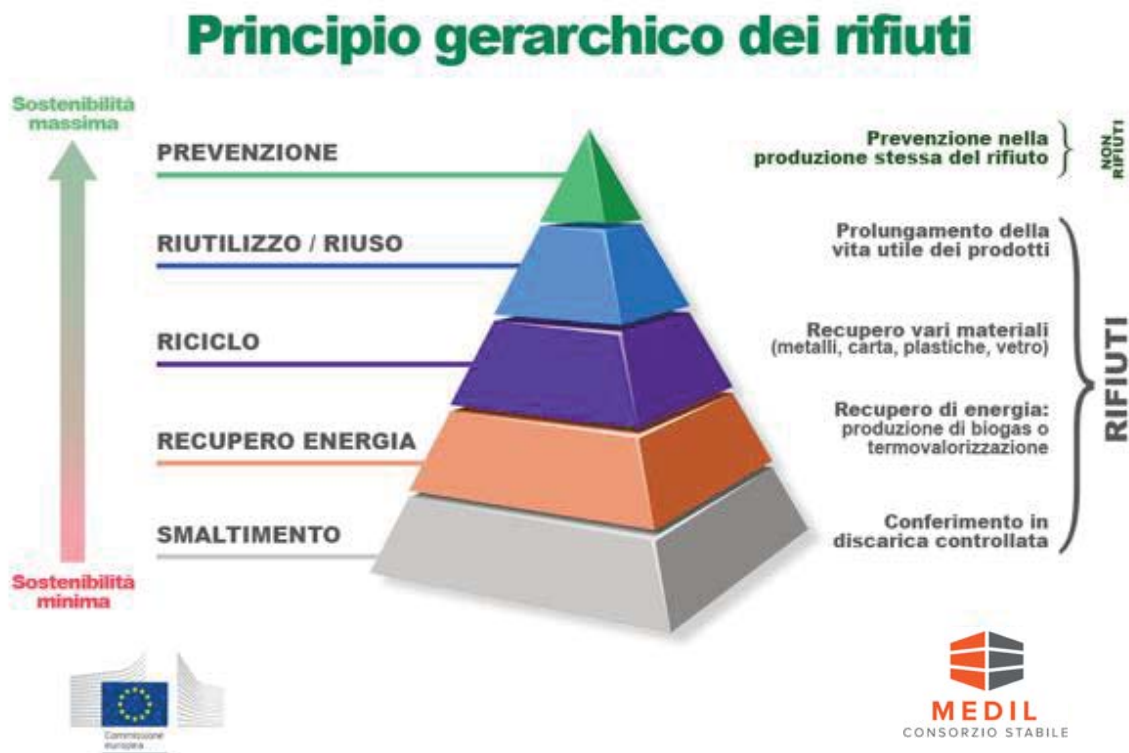 Principio gerarchico dei rifiuti
Sostenibilità
massima
PREVENZIONE
Prevenzione nella
produzione stessa del rifiuto
NON
RIFIUTI
RIUTILIZZO / RIUSO
Prolungamento della
vita utile dei prodotti
RICICLO
Recupero vari materiali
(metalli, carta, plastiche, vetro)
RIFIUTI
RECUPERO ENERGIA
Recupero di energia:
produzione di biogas o
termovalorizzazione
SMALTIMENTO
Conferimento in
discarica controllata
Sostenibilità
minima
Commissione
europea
MEDIL
CONSORZIO STABILE